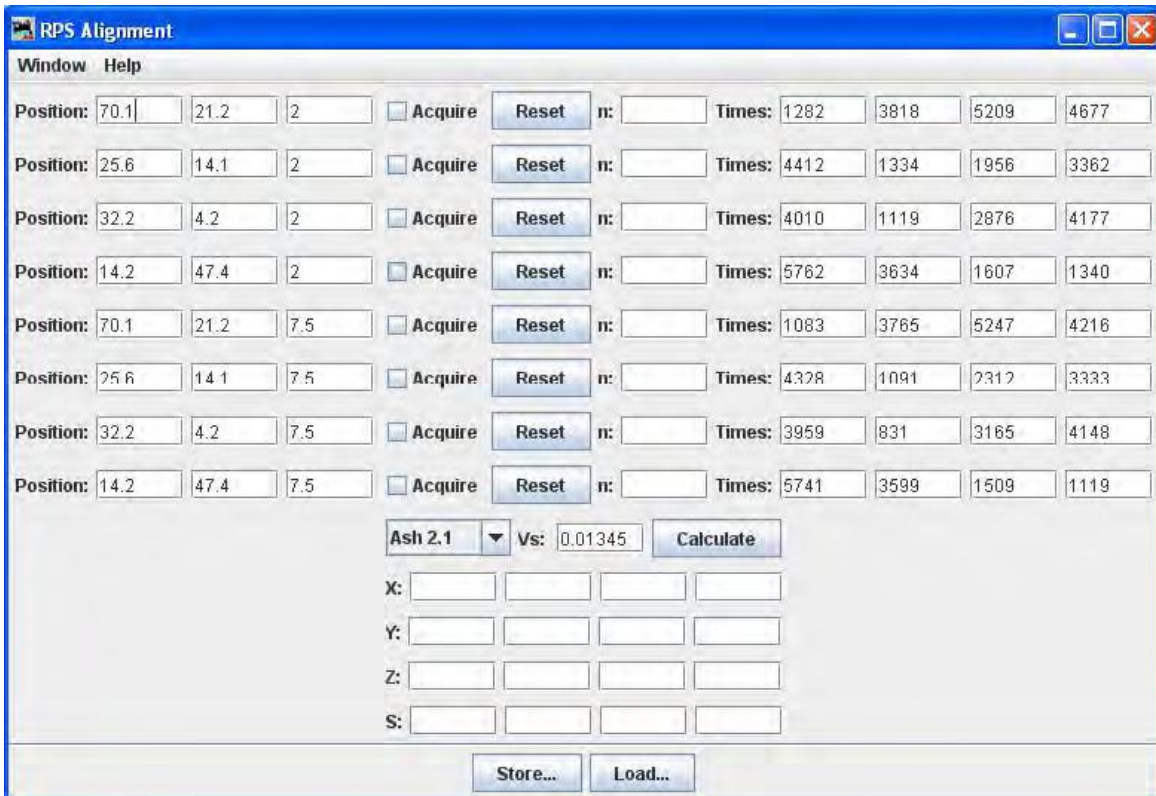 RPS Alignment
Window Help
Position: 70.1 21.2 2 Acquire Reset n: Times: 1282 3818 5209 4677
Position: 25.6 14.1 2 Acquire Reset n: Times: 4412 1334 1956 3362
Position: 32.2 4.2 2 Acquire Reset n: Times: 4010 1119 2876 4177
Position: 14.2 47.4 2 Acquire Reset n: Times: 5762 3634 1607 1340
Position: 70.1 21.2 7.5 Acquire Reset n: Times: 1083 3765 5247 4216
Position: 25.6 14.1 7.5 Acquire Reset n: Times: 4328 1091 2312 3333
Position: 32.2 4.2 7.5 Acquire Reset n: Times: 3959 831 3165 4148
Position: 14.2 47.4 7.5 Acquire Reset n: Times: 5741 3599 1509 1119
Ash 2.1 Vs: 0.01345 Calculate
X:
Y:
Z:
S:
Store... Load...